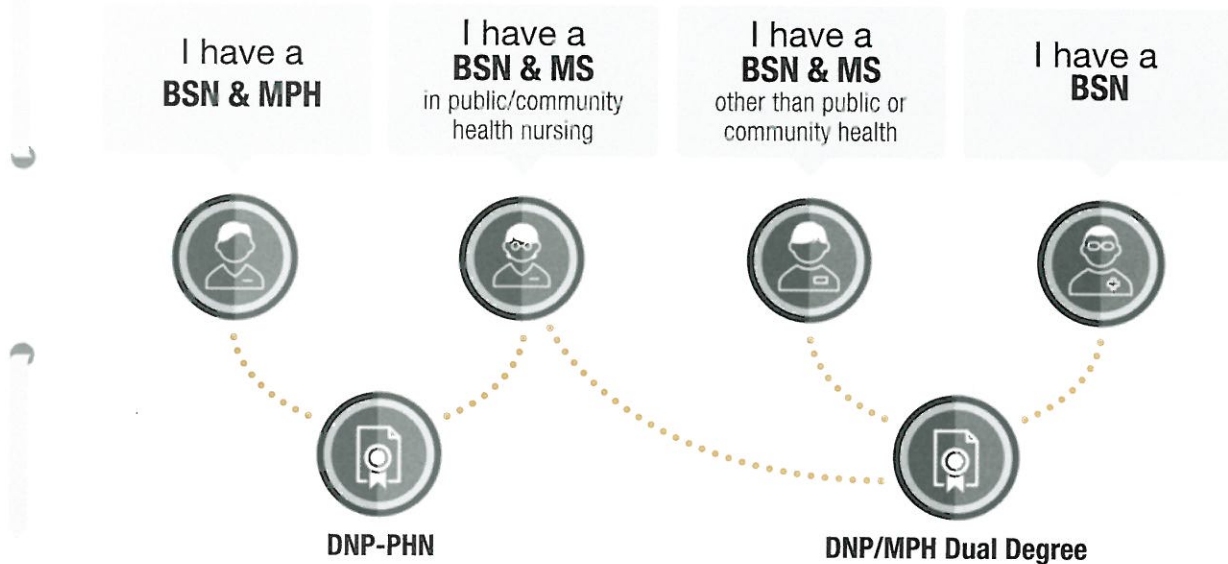 I have a
BSN & MPH
I have a
BSN & MS
in public/community
health nursing
I have a
BSN & MS
other than public or
community health
I have a
BSN
DNP-PHN
DNP/MPH Dual Degree